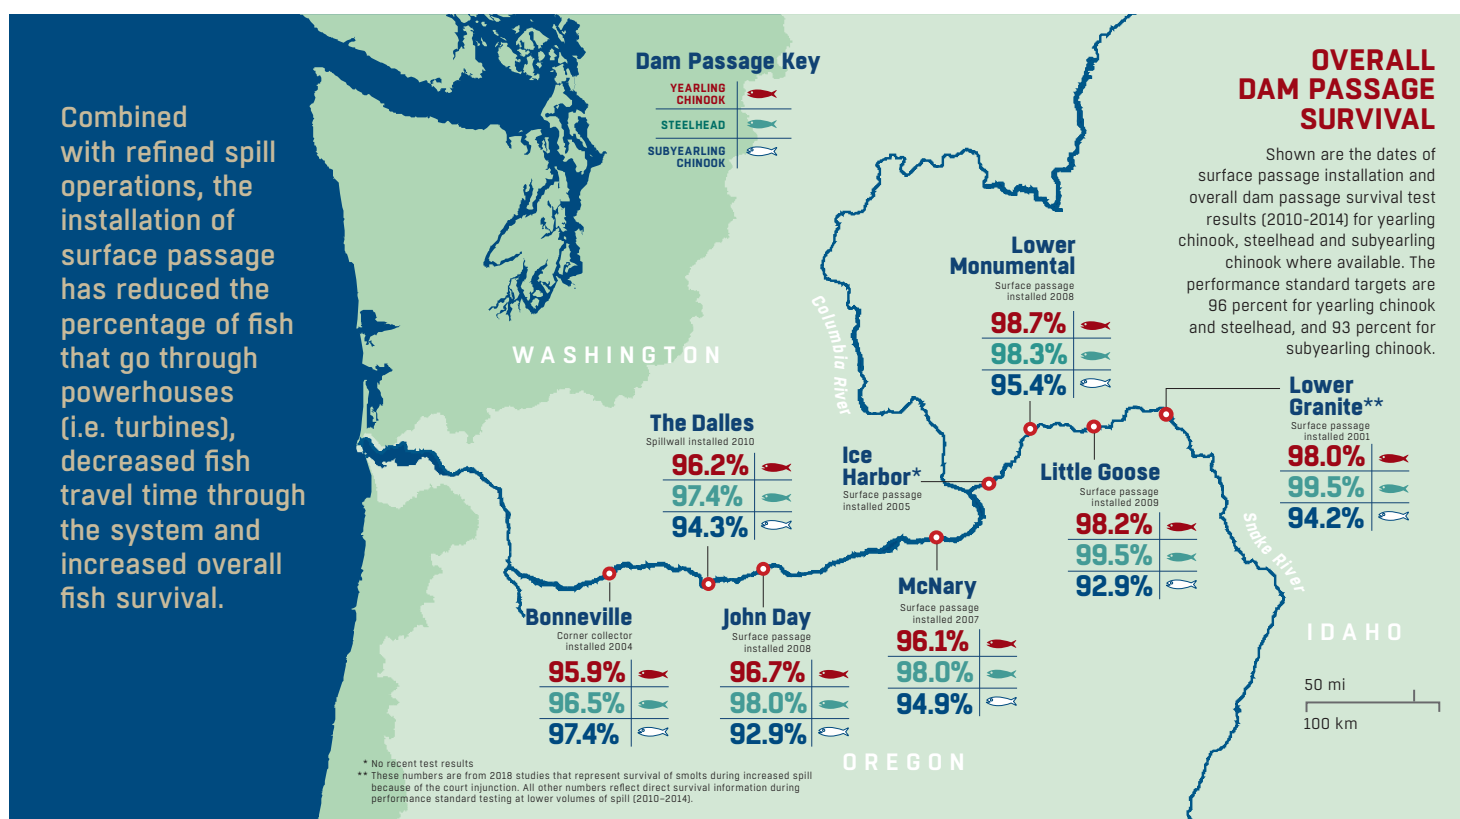 Combined
with refined spill
operations, the
installation of
surface passage
has reduced the
percentage of fish
that go through
powerhouses
(i.e. turbines),
decreased fish
travel time through
the system and
increased overall
fish survival.
Dam Passage Key
YEARLING
CHINOOK
STEELHEAD
SUBYEARLING
CHINOOK
OVERALL
DAM PASSAGE
SURVIVAL
Shown are the dates of
surface passage installation and
overall dam passage survival test
results (2010-2014) for yearling
chinook, steelhead and subyearling
chinook where available. The
performance standard targets are
96 percent for yearling chinook
and steelhead, and 93 percent for
subyearling chinook.
WASHINGTON
Columbia River
Lower
Monumental
Surface passage
installed 2008
98.7%
98.3%
95.4%
Lower
Granite**
Surface passage
installed 2001
98.0%
99.5%
94.2%
The Dalles
Spillwall installed 2010
96.2%
97.4%
94.3%
Ice
Harbor*
Surface passage
installed 2005
Little Goose
Surface passage
installed 2009
98.2%
99.5%
92.9%
Snake River
IDAHO
Bonneville
Corner collector
installed 2004
95.9%
96.5%
97.4%
John Day
Surface passage
installed 2008
96.7%
98.0%
92.9%
McNary
Surface passage
installed 2007
96.1%
98.0%
94.9%
50 mi
100 km
OREGON
* No recent test results
** These numbers are from 2018 studies that represent survival of smolts during increased spill
because of the court injunction. All other numbers reflect direct survival information during
performance standard testing at lower volumes of spill (2010–2014).